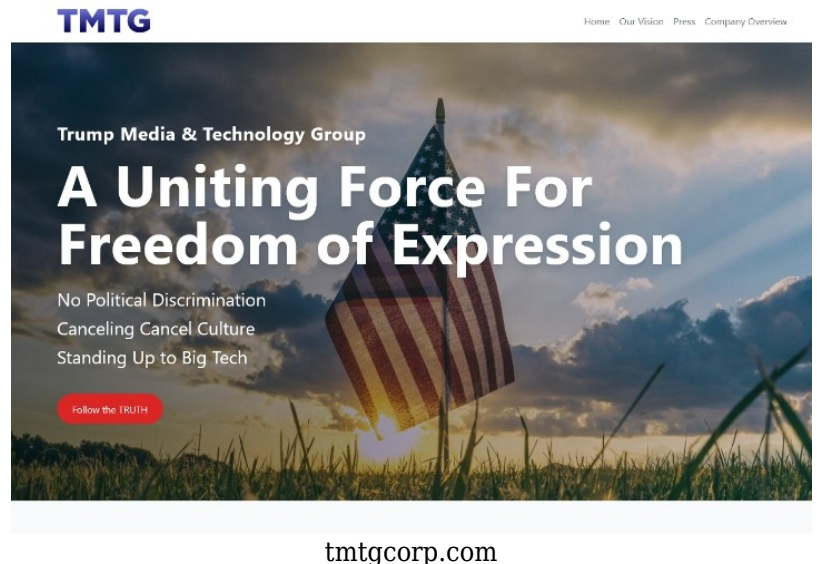 TMTG
Home Our Vision Press Company Overview
Trump Media & Technology Group
A Uniting Force For
Freedom of Expression
No Political Discrimination
Canceling Cancel Culture
Standing Up to Big Tech
Follow the TRUTH
tmtgcorp.com